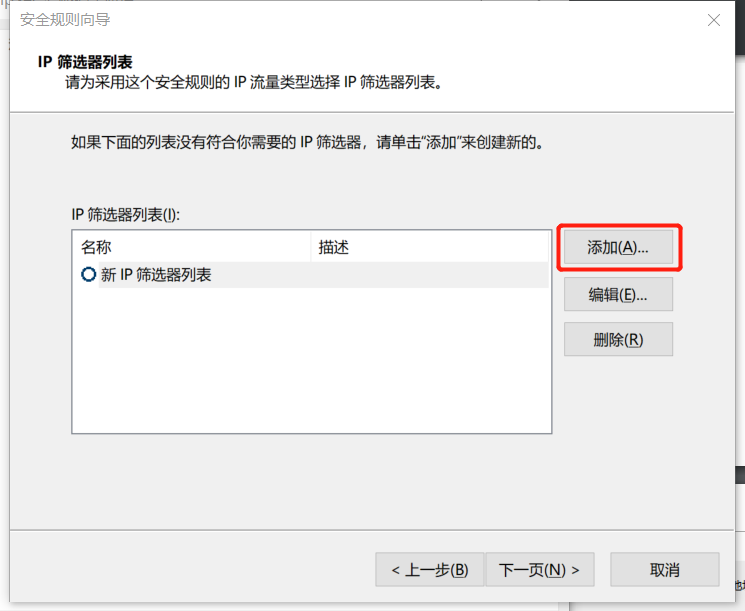 安全规则向导
IP 筛选器列表
请为采用这个安全规则的 IP 流量类型选择 IP 筛选器列表。
如果下面的列表没有符合你需要的 IP 筛选器，请单击“添加”来创建新的。
IP 筛选器列表(I):
名称 描述
添加(A)...
新 IP 筛选器列表
编辑(E)...
删除(R)
< 上一步(B) 下一页(N) > 取消